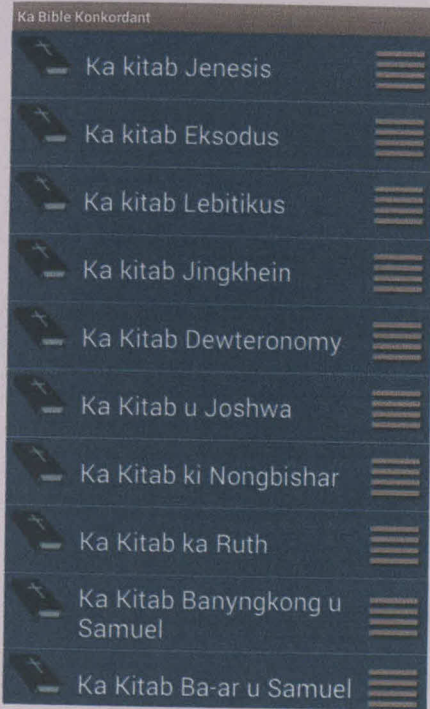 Ka Bible Konkordant
Ka kitab Jenesis
Ka kitab Eksodus
Ka kitab Lebitikus
Ka kitab Jingkhein
Ka Kitab Dewteronomy
Ka Kitab u Joshwa
Ka Kitab ki Nongbishar
Ka Kitab ka Ruth
Ka Kitab Banyngkong u
Samuel
Ka Kitab Ba-ar u Samuel